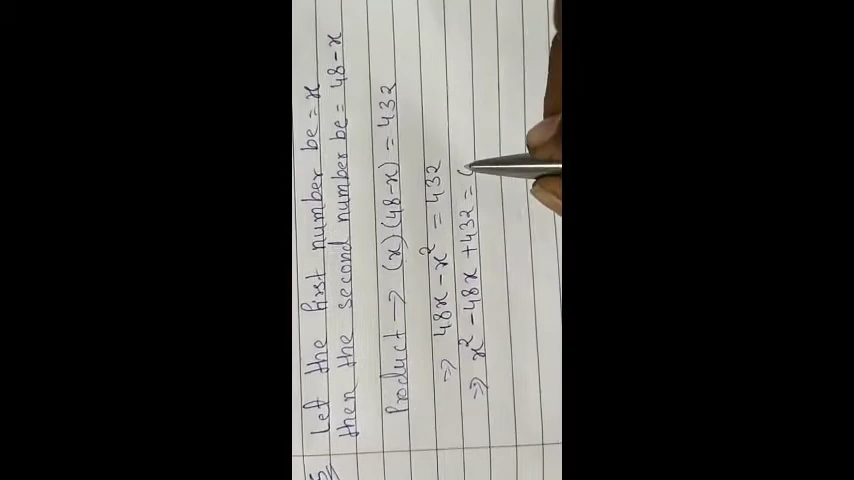 5 Let the first number be = x
then the second number be = 48-x
Product → (x)(48-x) = 432
⇒ 48x - x² = 432
⇒ x² - 48x + 432 = (